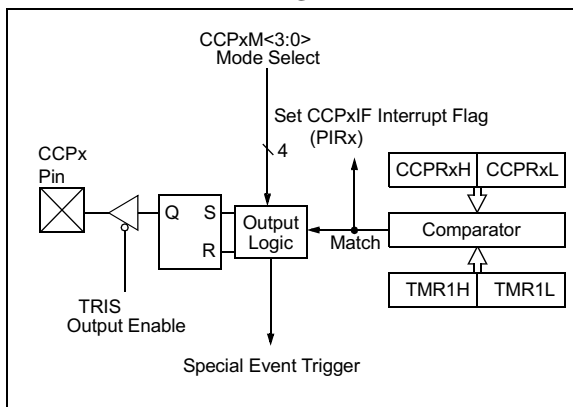 CCPxM<3:0>
Mode Select
Set CCPxIF Interrupt Flag
(PIRx)
4
CCPx
Pin
CCPRxH CCPRxL
Q S
R
Output
Logic
Match
Comparator
TMR1H TMR1L
TRIS
Output Enable
Special Event Trigger